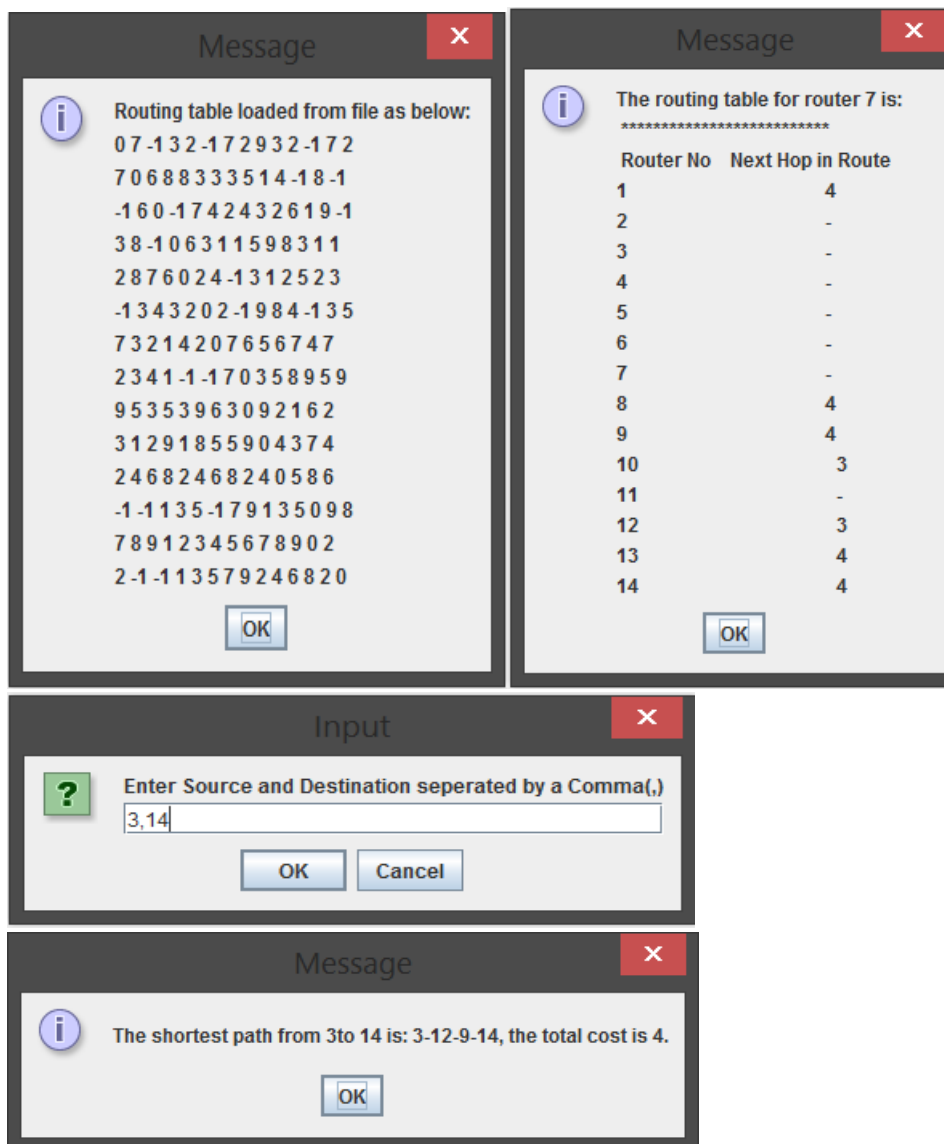 Message
X
Routing table loaded from file as below:
0 7 -1 3 2 -1 7 2 9 3 2 -1 7 2
7 0 6 8 8 3 3 3 5 1 4 -1 8 -1
-1 6 0 -1 7 4 2 4 3 2 6 1 9 -1
3 8 -1 0 6 3 1 1 5 9 8 3 1 1
2 8 7 6 0 2 4 -1 3 1 2 5 2 3
-1 3 4 3 2 0 2 -1 9 8 4 -1 3 5
7 3 2 1 4 2 0 7 6 5 6 7 4 7
2 3 4 1 -1 -1 7 0 3 5 8 9 5 9
9 5 3 5 3 9 6 3 0 9 2 1 6 2
3 1 2 9 1 8 5 5 9 0 4 3 7 4
2 4 6 8 2 4 6 8 2 4 0 5 8 6
-1 -1 1 3 5 -1 7 9 1 3 5 0 9 8
7 8 9 1 2 3 4 5 6 7 8 9 0 2
2 -1 -1 1 3 5 7 9 2 4 6 8 2 0
OK
Message
X
The routing table for router 7 is:
**************************
Router No Next Hop in Route
1 4
2 -
3 -
4 -
5 -
6 -
7 -
8 4
9 4
10 3
11 -
12 3
13 4
14 4
OK
Input
X
?
Enter Source and Destination seperated by a Comma(,)
3,14
OK Cancel
Message
X
The shortest path from 3to 14 is: 3-12-9-14, the total cost is 4.
OK